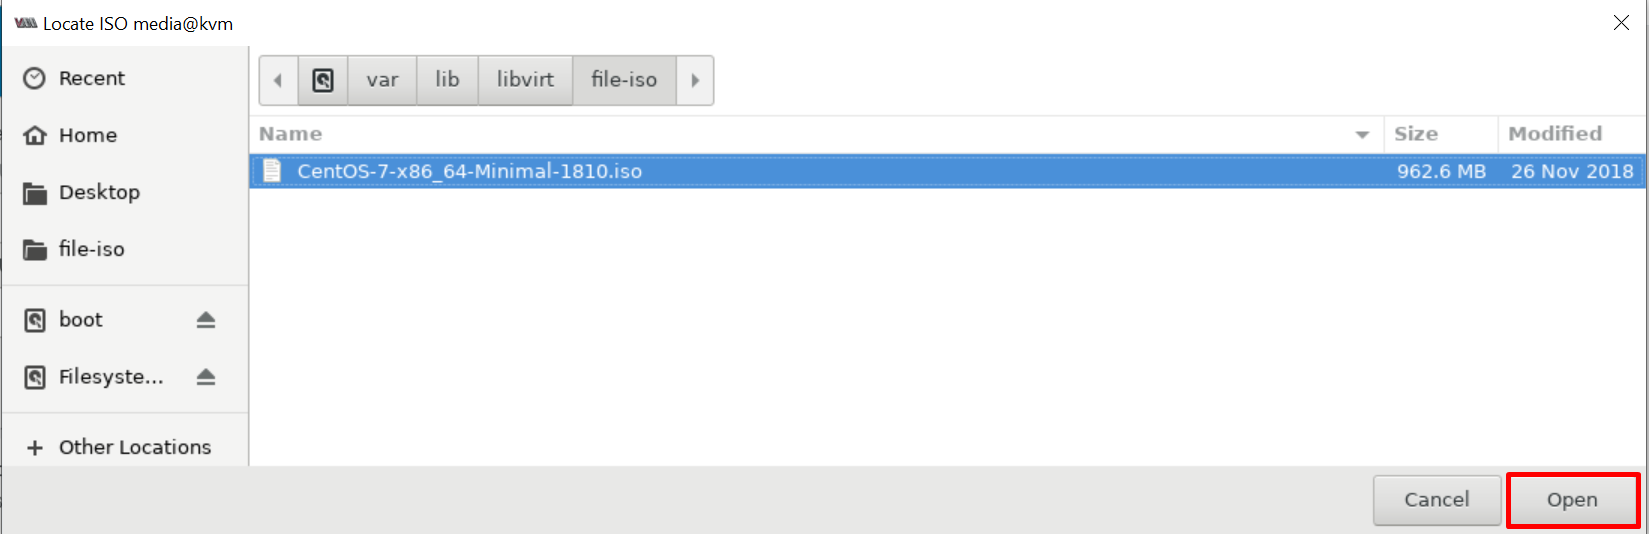 Locate ISO media@kvm
Recent
Home
Desktop
file-iso
boot
Filesyste...
Other Locations
var lib libvirt file-iso
Name Size Modified
CentOS-7-x86_64-Minimal-1810.iso 962.6 MB 26 Nov 2018
Cancel Open